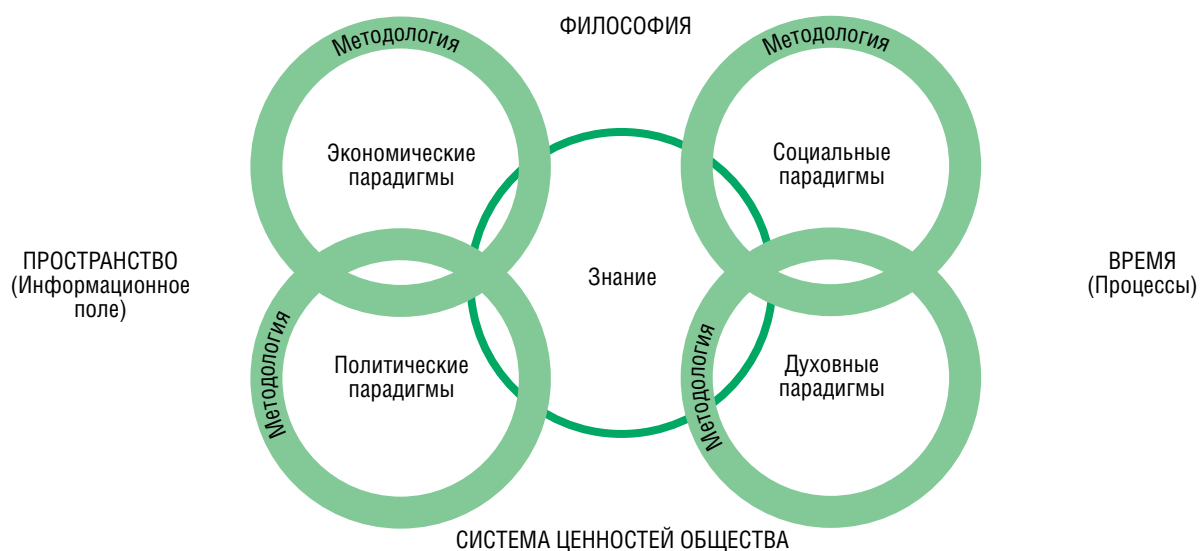 ФИЛОСОФИЯ
Методология
Методология
Экономические
парадигмы
Социальные
парадигмы
ПРОСТРАНСТВО
(Информационное
поле)
Знание
ВРЕМЯ
(Процессы)
Методология
Политические
парадигмы
Методология
Духовные
парадигмы
СИСТЕМА ЦЕННОСТЕЙ ОБЩЕСТВА